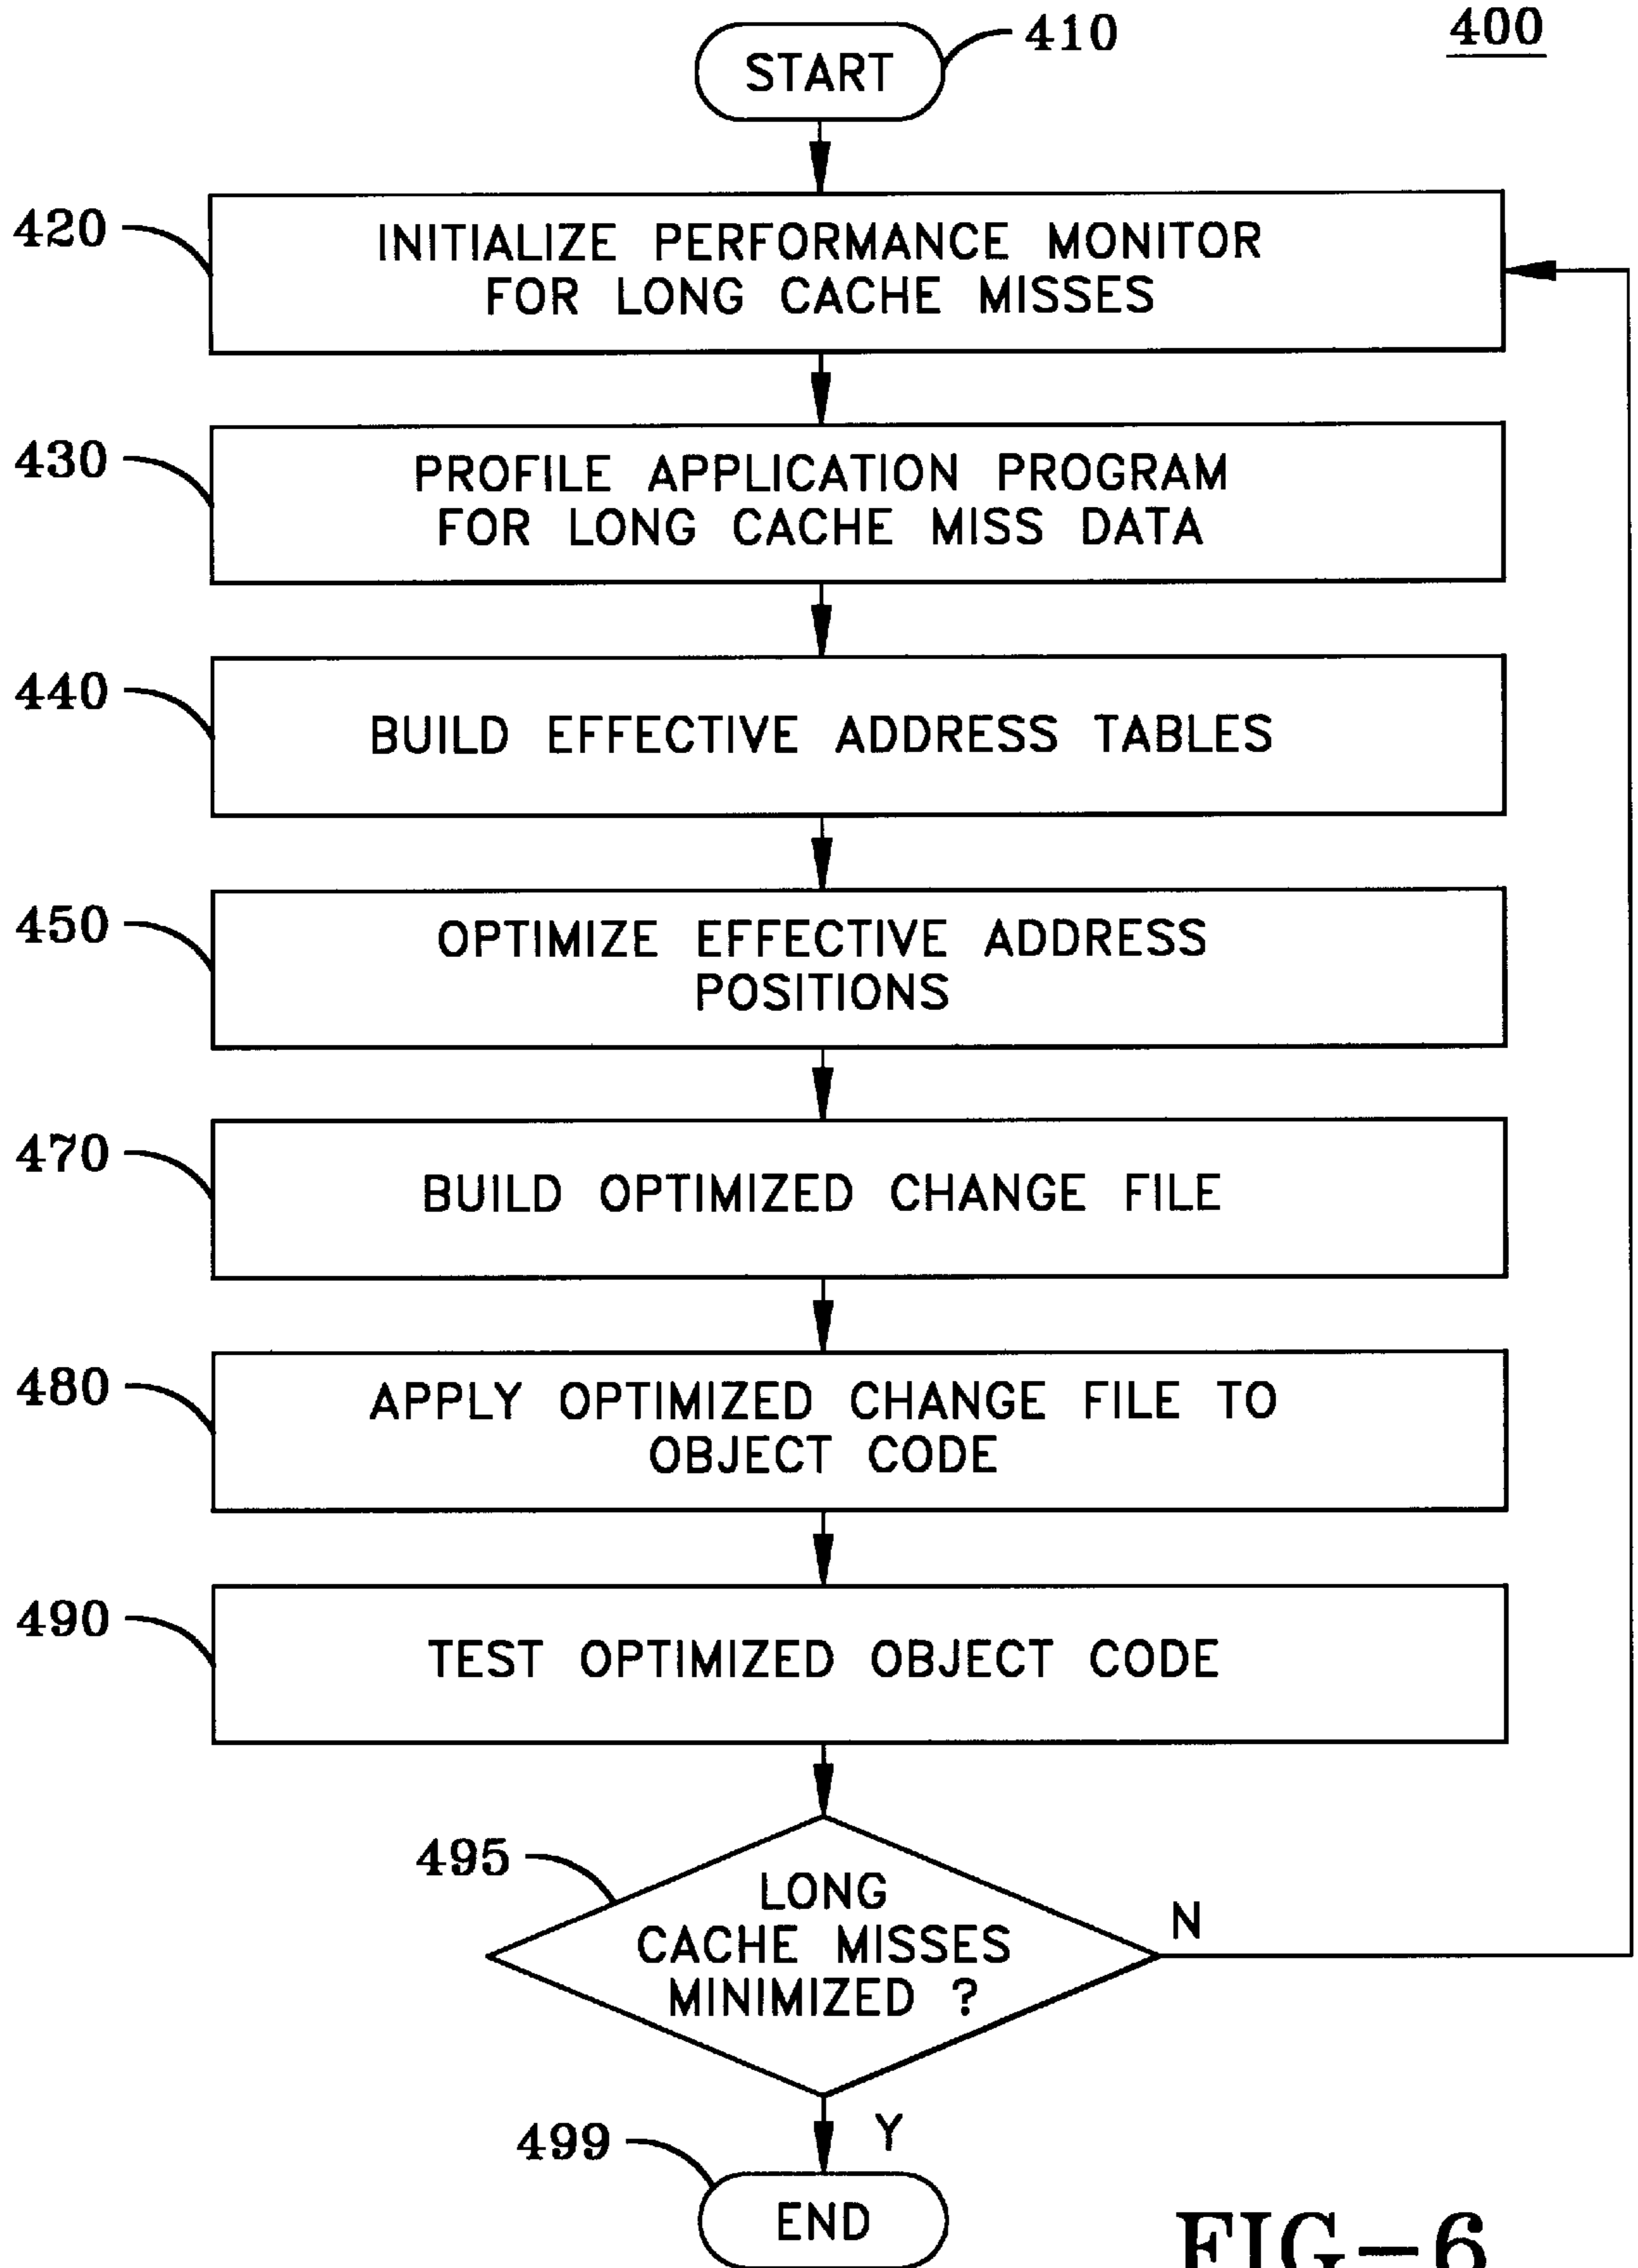 START
410
400
420
INITIALIZE PERFORMANCE MONITOR
FOR LONG CACHE MISSES
430
PROFILE APPLICATION PROGRAM
FOR LONG CACHE MISS DATA
440
BUILD EFFECTIVE ADDRESS TABLES
450
OPTIMIZE EFFECTIVE ADDRESS
POSITIONS
470
BUILD OPTIMIZED CHANGE FILE
480
APPLY OPTIMIZED CHANGE FILE TO
OBJECT CODE
490
TEST OPTIMIZED OBJECT CODE
495
LONG
CACHE MISSES
MINIMIZED ?
N
Y
499
END
FIG-6